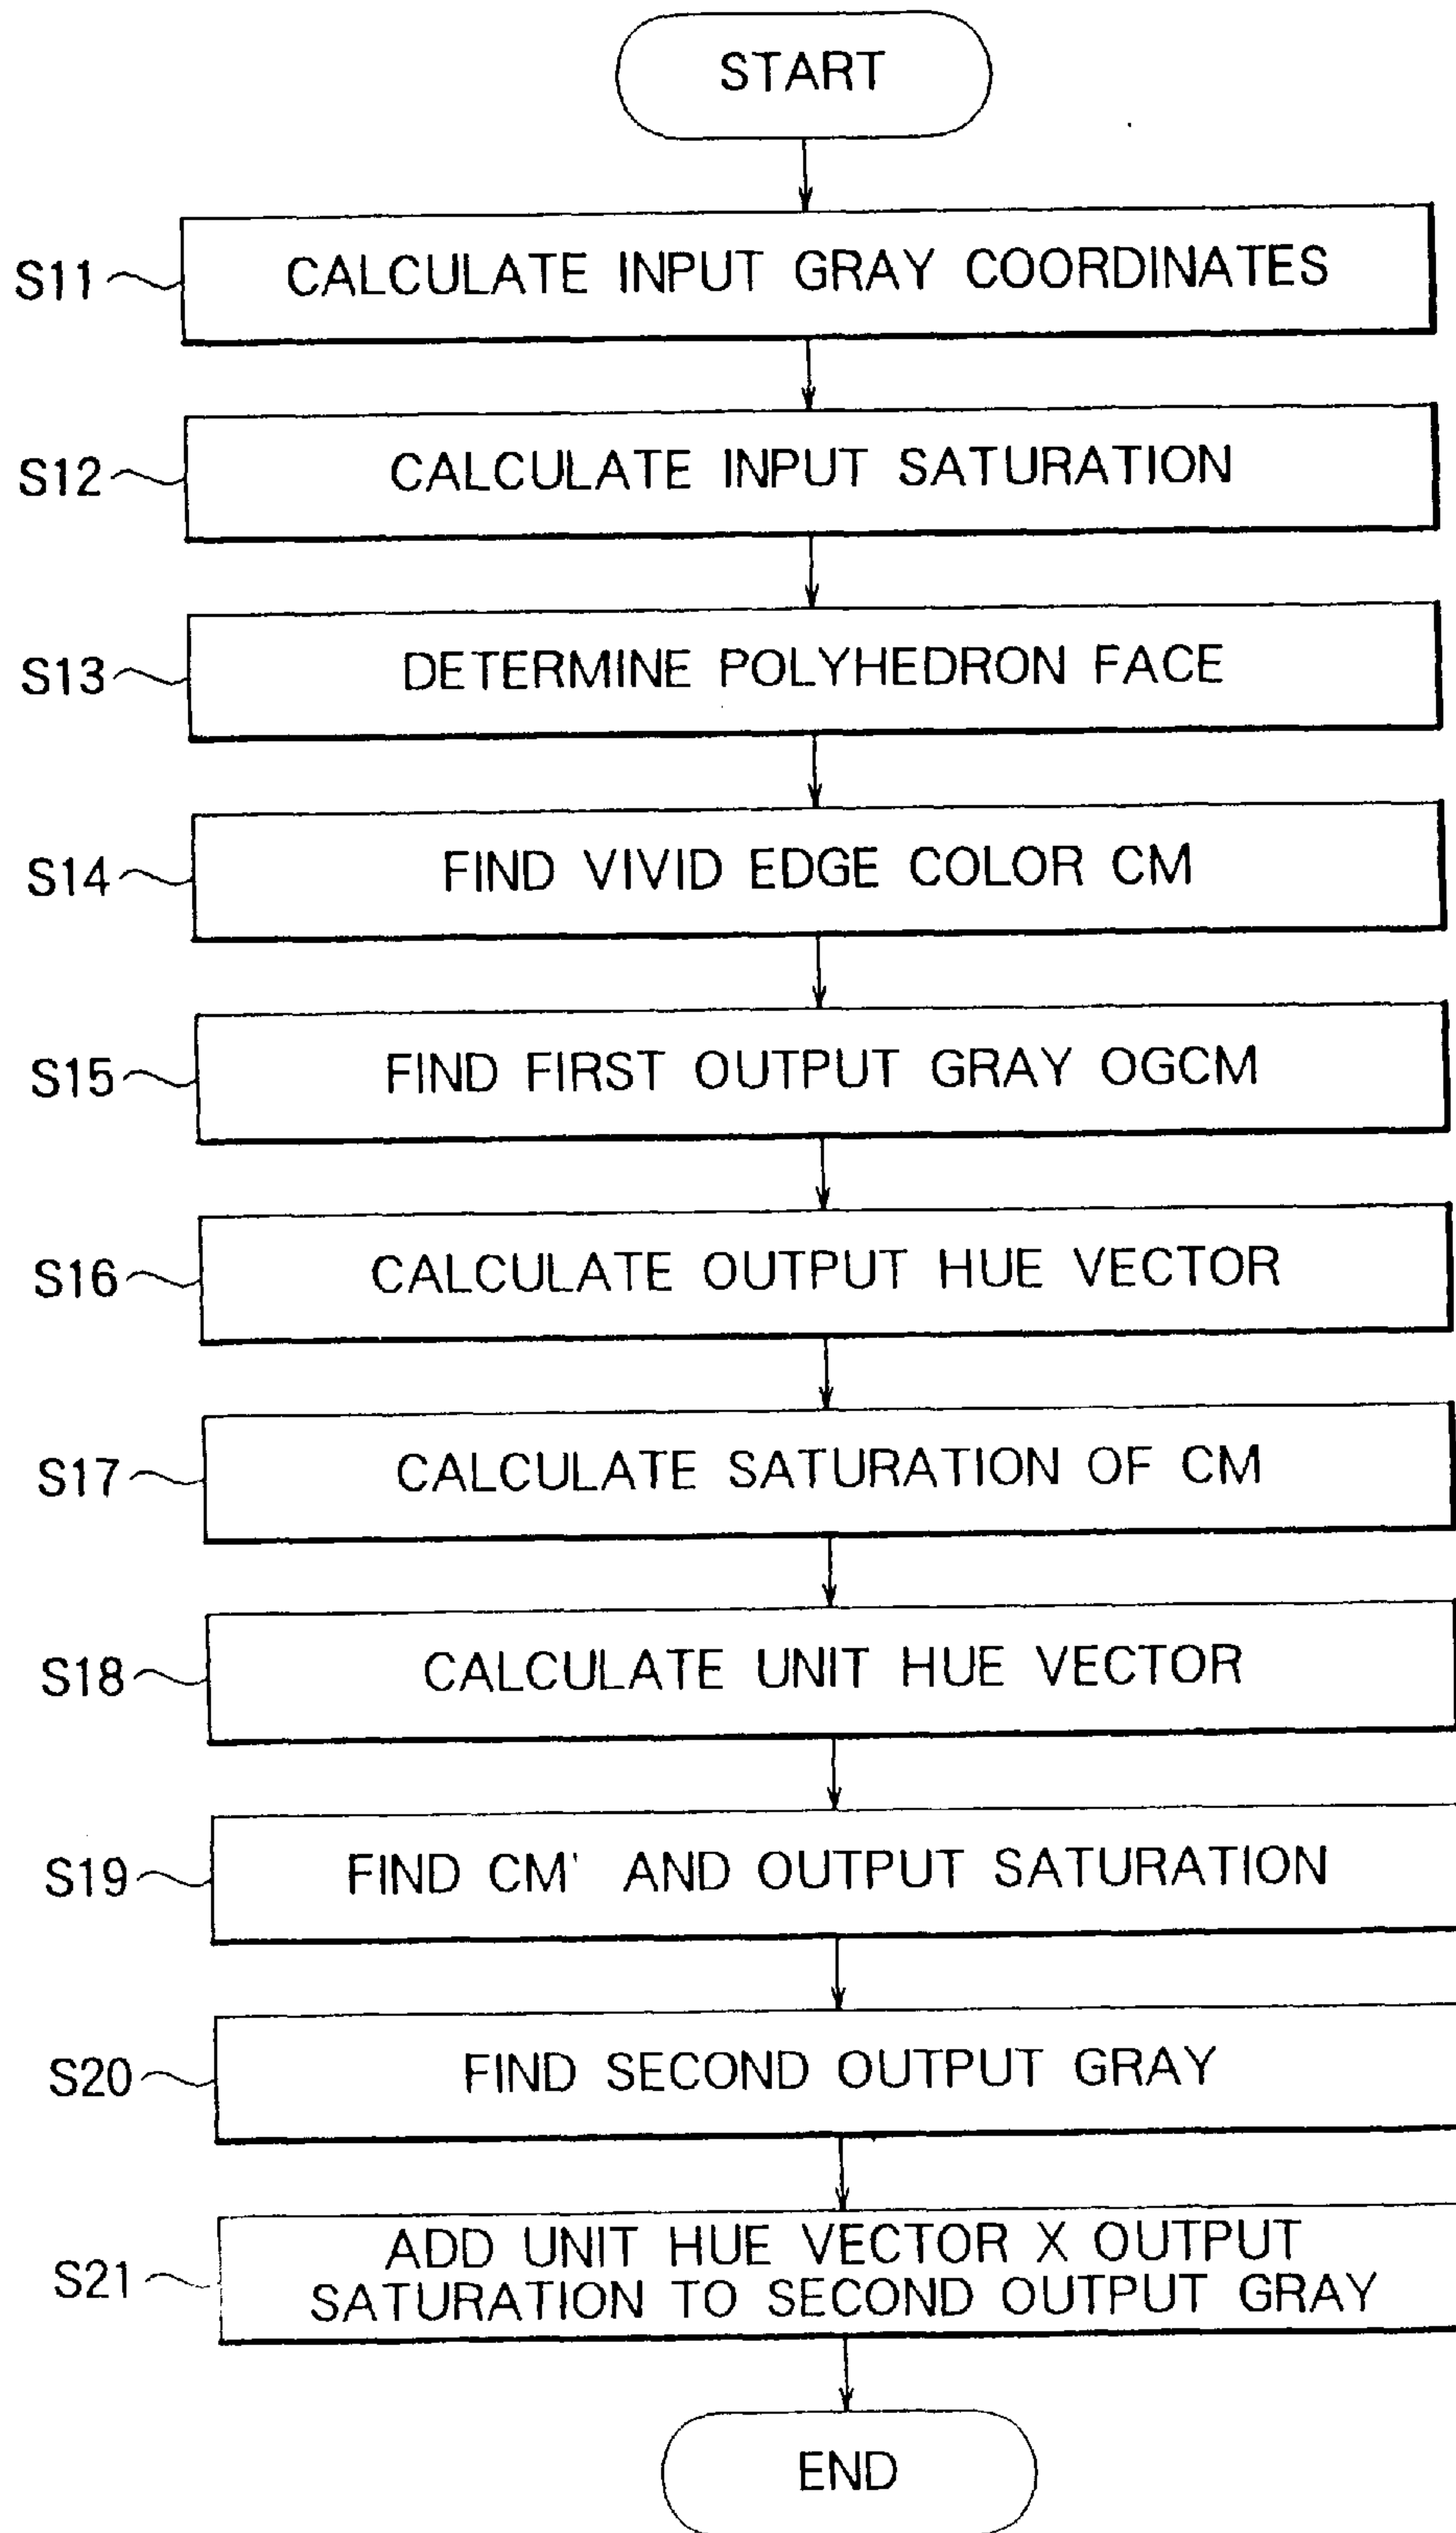 START
S11 CALCULATE INPUT GRAY COORDINATES
S12 CALCULATE INPUT SATURATION
S13 DETERMINE POLYHEDRON FACE
S14 FIND VIVID EDGE COLOR CM
S15 FIND FIRST OUTPUT GRAY OGCM
S16 CALCULATE OUTPUT HUE VECTOR
S17 CALCULATE SATURATION OF CM
S18 CALCULATE UNIT HUE VECTOR
S19 FIND CM' AND OUTPUT SATURATION
S20 FIND SECOND OUTPUT GRAY
S21 ADD UNIT HUE VECTOR X OUTPUT
SATURATION TO SECOND OUTPUT GRAY
END